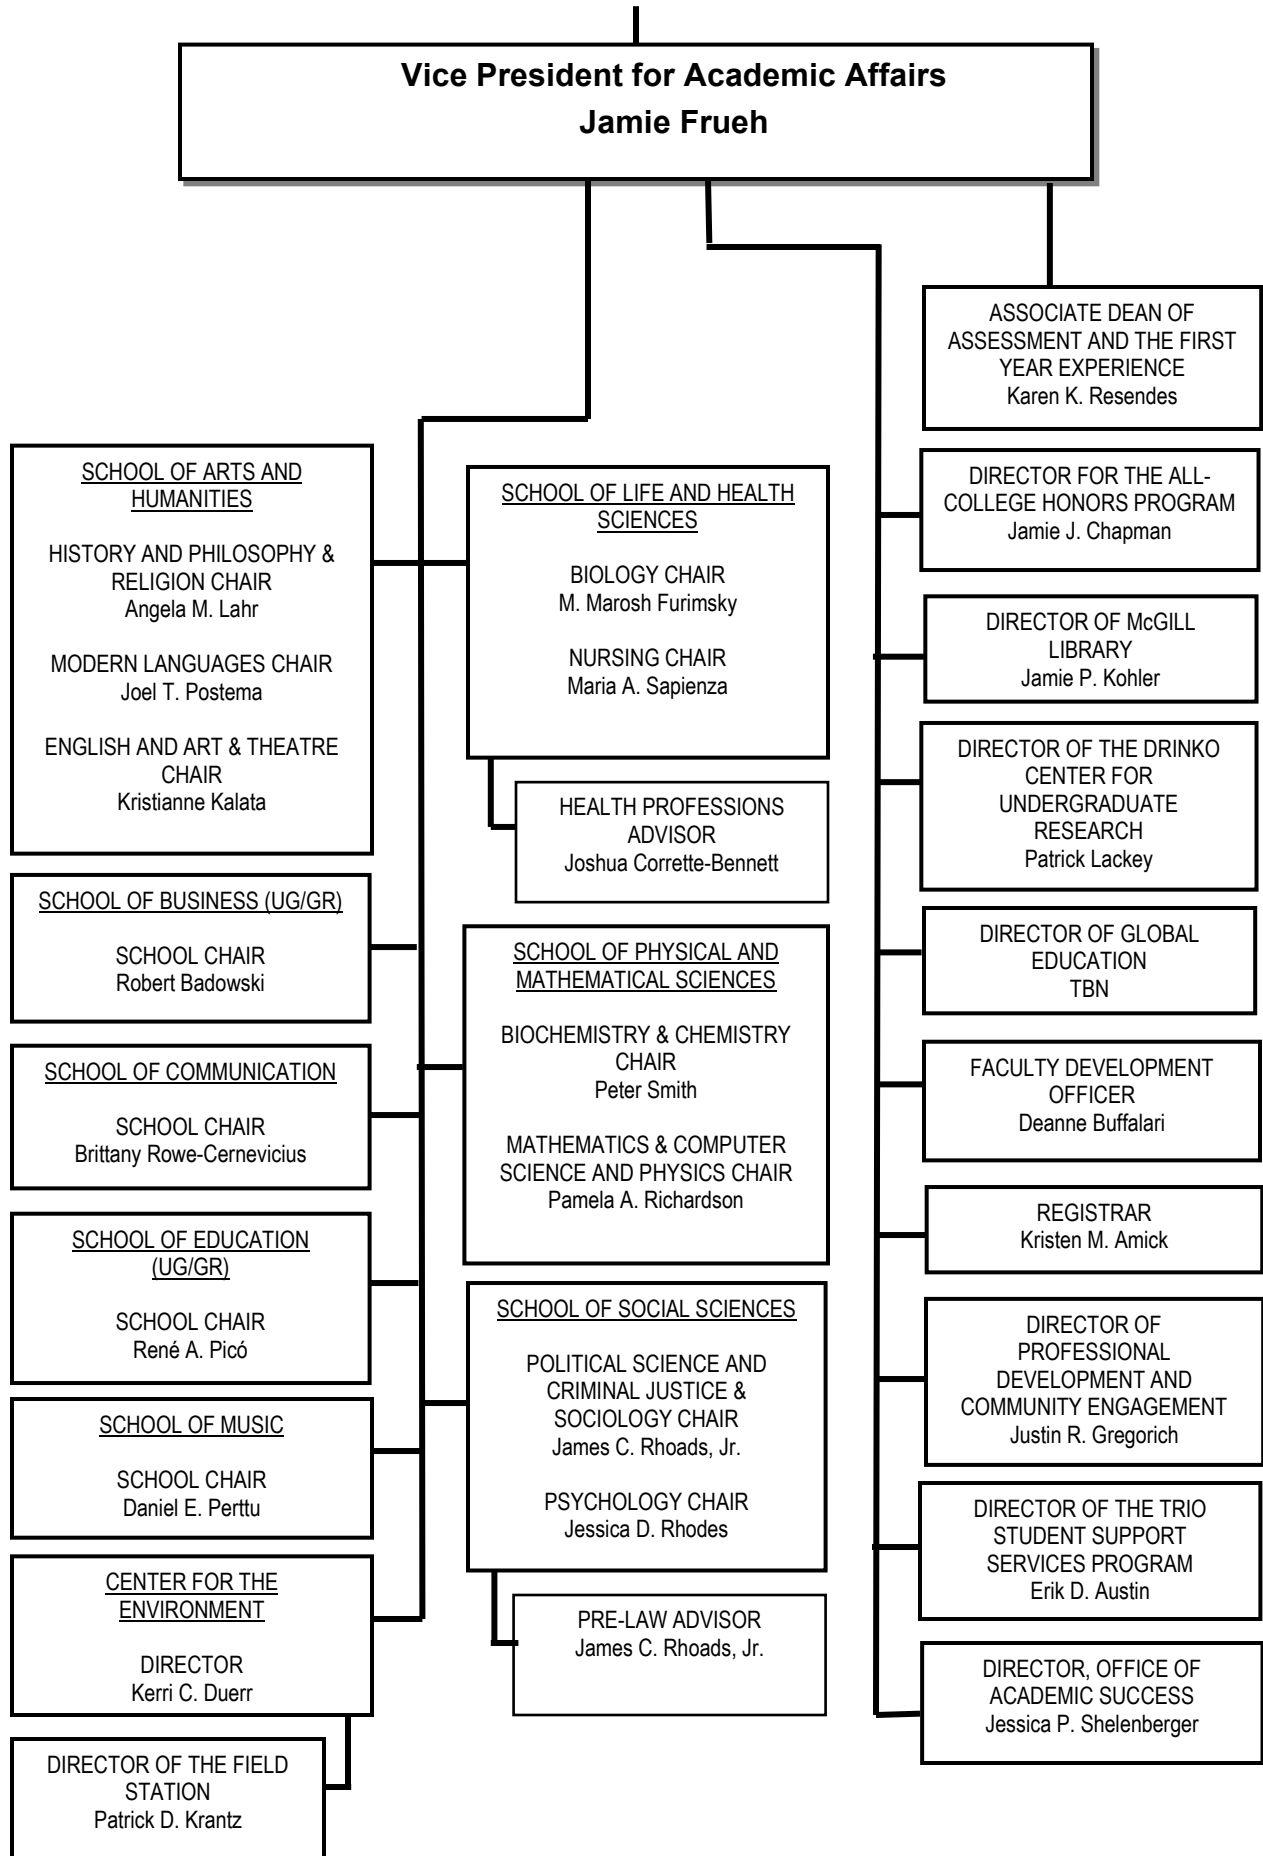 Vice President for Academic Affairs
Jamie Frueh
SCHOOL OF ARTS AND
HUMANITIES
HISTORY AND PHILOSOPHY &
RELIGION CHAIR
Angela M. Lahr
MODERN LANGUAGES CHAIR
Joel T. Postema
ENGLISH AND ART & THEATRE
CHAIR
Kristianne Kalata
SCHOOL OF BUSINESS (UG/GR)
SCHOOL CHAIR
Robert Badowski
SCHOOL OF COMMUNICATION
SCHOOL CHAIR
Brittany Rowe-Cernevicius
SCHOOL OF EDUCATION
(UG/GR)
SCHOOL CHAIR
René A. Picó
SCHOOL OF MUSIC
SCHOOL CHAIR
Daniel E. Perttu
CENTER FOR THE
ENVIRONMENT
DIRECTOR
Kerri C. Duerr
DIRECTOR OF THE FIELD
STATION
Patrick D. Krantz
SCHOOL OF LIFE AND HEALTH
SCIENCES
BIOLOGY CHAIR
M. Marosh Furimsky
NURSING CHAIR
Maria A. Sapienza
HEALTH PROFESSIONS
ADVISOR
Joshua Corrette-Bennett
SCHOOL OF PHYSICAL AND
MATHEMATICAL SCIENCES
BIOCHEMISTRY & CHEMISTRY
CHAIR
Peter Smith
MATHEMATICS & COMPUTER
SCIENCE AND PHYSICS CHAIR
Pamela A. Richardson
SCHOOL OF SOCIAL SCIENCES
POLITICAL SCIENCE AND
CRIMINAL JUSTICE &
SOCIOLOGY CHAIR
James C. Rhoads, Jr.
PSYCHOLOGY CHAIR
Jessica D. Rhodes
PRE-LAW ADVISOR
James C. Rhoads, Jr.
ASSOCIATE DEAN OF
ASSESSMENT AND THE FIRST
YEAR EXPERIENCE
Karen K. Resendes
DIRECTOR FOR THE ALL-
COLLEGE HONORS PROGRAM
Jamie J. Chapman
DIRECTOR OF McGILL
LIBRARY
Jamie P. Kohler
DIRECTOR OF THE DRINKO
CENTER FOR
UNDERGRADUATE
RESEARCH
Patrick Lackey
DIRECTOR OF GLOBAL
EDUCATION
TBN
FACULTY DEVELOPMENT
OFFICER
Deanne Buffalari
REGISTRAR
Kristen M. Amick
DIRECTOR OF
PROFESSIONAL
DEVELOPMENT AND
COMMUNITY ENGAGEMENT
Justin R. Gregorich
DIRECTOR OF THE TRIO
STUDENT SUPPORT
SERVICES PROGRAM
Erik D. Austin
DIRECTOR, OFFICE OF
ACADEMIC SUCCESS
Jessica P. Shelenberger